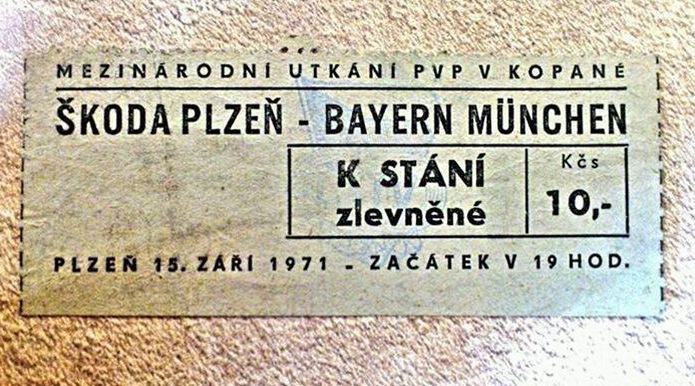 MEZINÁRODNÍ UTKÁNÍ PVP V KOPANÉ
ŠKODA PLZEŇ - BAYERN MÜNCHEN
K STÁNÍ
zlevněné
Kčs
10,-
PLZEŇ 15. ZÁŘÍ 1971 - ZAČÁTEK V 19 HOD.